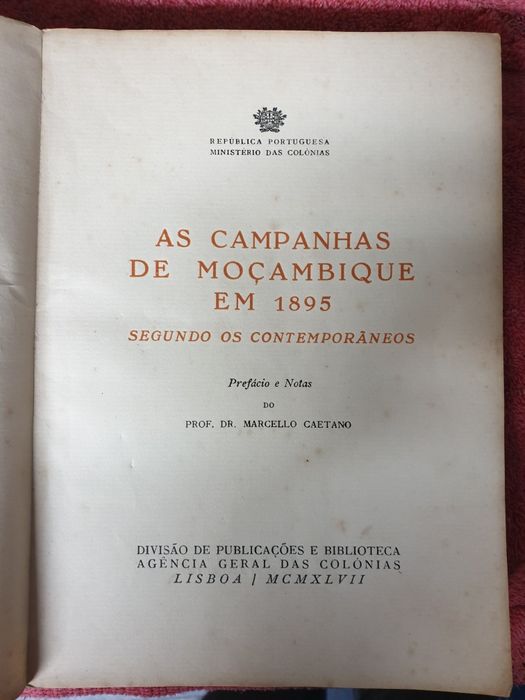 REPÚBLICA PORTUGUESA
MINISTÉRIO DAS COLÓNIAS
AS CAMPANHAS
DE MOÇAMBIQUE
EM 1895
SEGUNDO OS CONTEMPORÂNEOS
Prefácio e Notas
DO
PROF. DR. MARCELLO CAETANO
DIVISÃO DE PUBLICAÇÕES E BIBLIOTECA
AGÊNCIA GERAL DAS COLÓNIAS
LISBOA / MCMXLVII